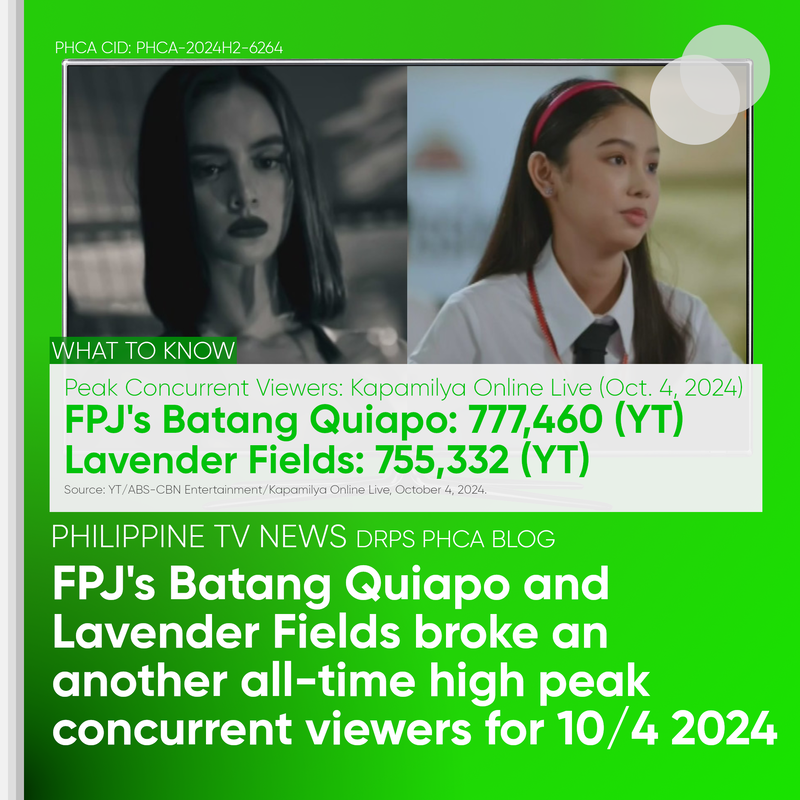 PHCA CID: PHCA-2024H2-6264
WHAT TO KNOW
Peak Concurrent Viewers: Kapamilya Online Live (Oct. 4, 2024)
FPJ's Batang Quiapo: 777,460 (YT)
Lavender Fields: 755,332 (YT)
Source: YT/ABS-CBN Entertainment/Kapamilya Online Live, October 4, 2024.
PHILIPPINE TV NEWS DRPS PHCA BLOG
FPJ's Batang Quiapo and
Lavender Fields broke an
another all-time high peak
concurrent viewers for 10/4 2024